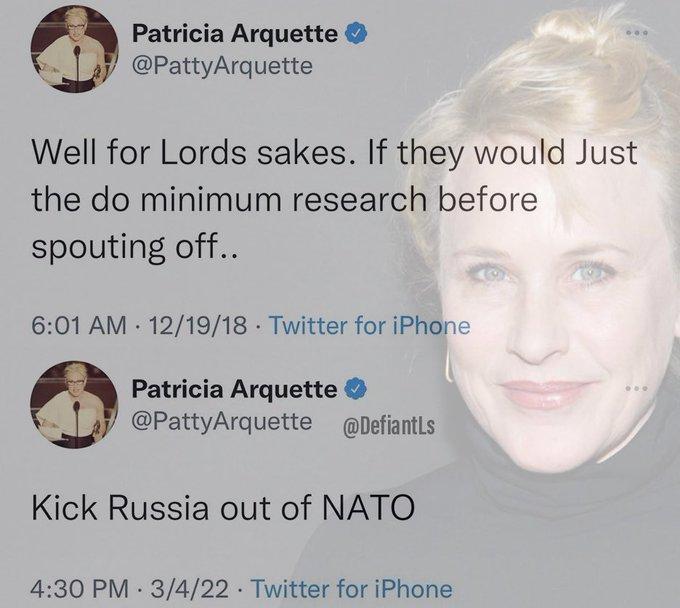 Patricia Arquette
@PattyArquette
Well for Lords sakes. If they would Just
the do minimum research before
spouting off..
6:01 AM · 12/19/18 · Twitter for iPhone
Patricia Arquette
@PattyArquette @DefiantLs
Kick Russia out of NATO
4:30 PM · 3/4/22 · Twitter for iPhone